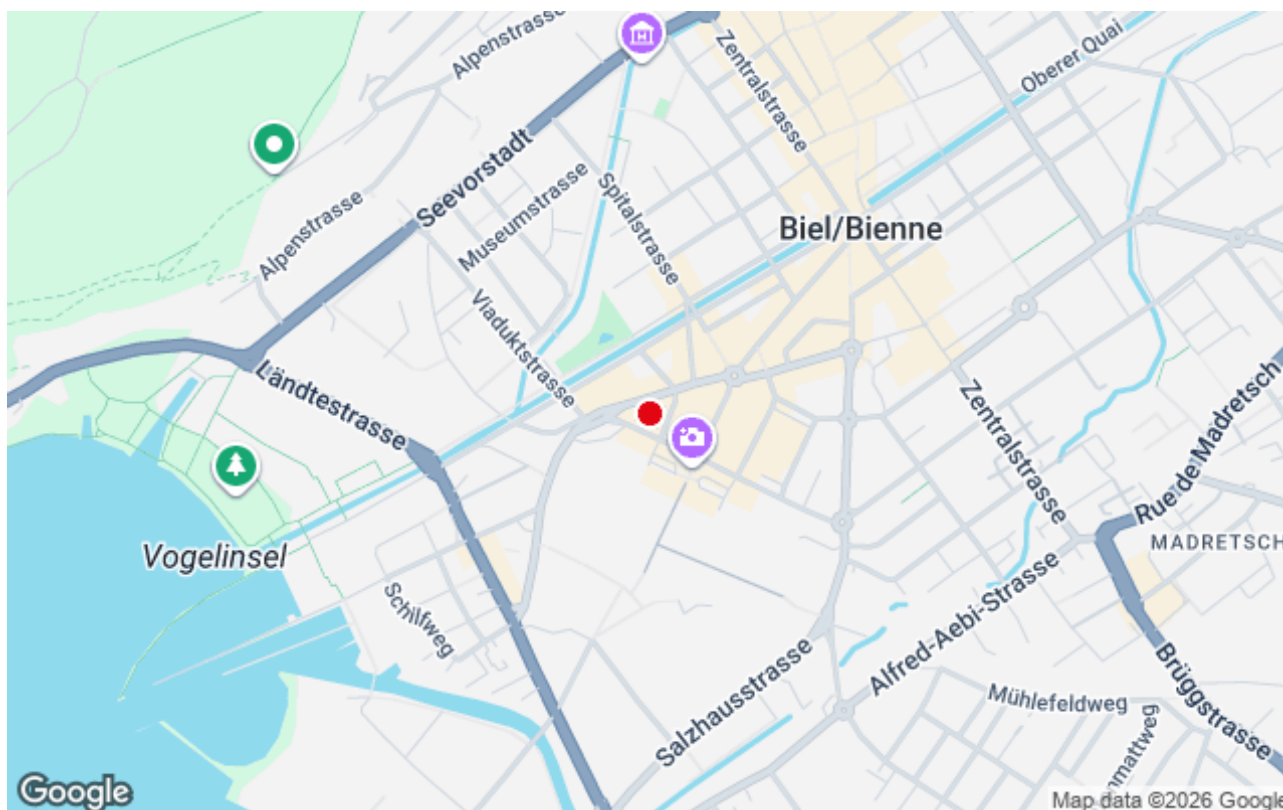 Alpenstrasse
Zentralstrasse
Oberer Quai
Seevorstadt
Museumstrasse
Spitalstrasse
Alpenstrasse
Biel/Bienne
Viaduktstrasse
Ländtestrasse
Zentralstrasse
Rue de Madretsch
Vogelinsel
MADRETSCH
Schilfweg
Alfred-Aebi-Strasse
Salzhausstrasse
Mühlefeldweg
Brüggstrasse
nmattweg
Google
Map data ©2026 Google